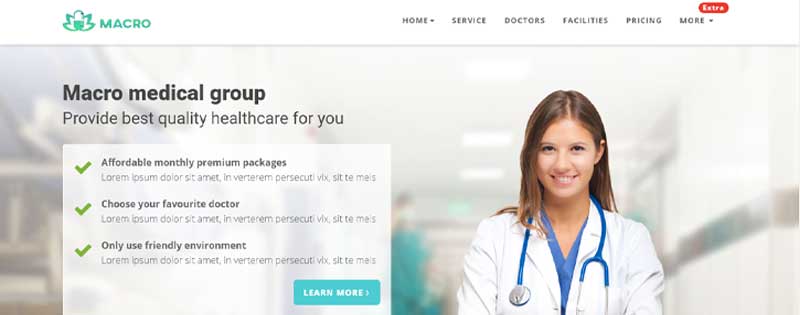 MACRO
HOME SERVICE DOCTORS FACILITIES PRICING MORE Extra
Macro medical group
Provide best quality healthcare for you
Affordable monthly premium packages
Lorem ipsum dolor sit amet, in verterem persecuti vix, sit te meis
Choose your favourite doctor
Lorem ipsum dolor sit amet, in verterem persecuti vix, sit te meis
Only use friendly environment
Lorem ipsum dolor sit amet, in verterem persecuti vix, sit te meis
LEARN MORE ›